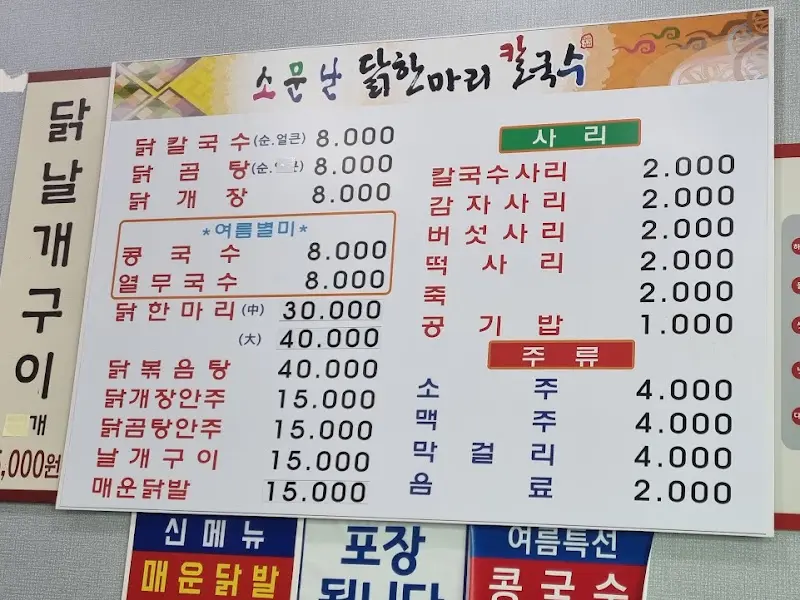 소문난 닭한마리 칼국수
닭칼국수(순.얼큰) 8.000
닭곰탕(순.얼큰) 8.000
닭개장 8.000
*여름별미*
콩국수 8.000
열무국수 8.000
닭한마리(中) 30.000
(大) 40.000
닭볶음탕 40.000
닭개장안주 15.000
닭곰탕안주 15.000
날개구이 15.000
매운닭발 15.000
사리
칼국수사리 2.000
감자사리 2.000
버섯사리 2.000
떡사리 2.000
죽 2.000
공기밥 1.000
주류
소주 4.000
맥주 4.000
막걸리 4.000
음료 2.000
닭날개구이
개
5,000원
신메뉴
매운닭발
포장
됩니다
여름특선
콩국수